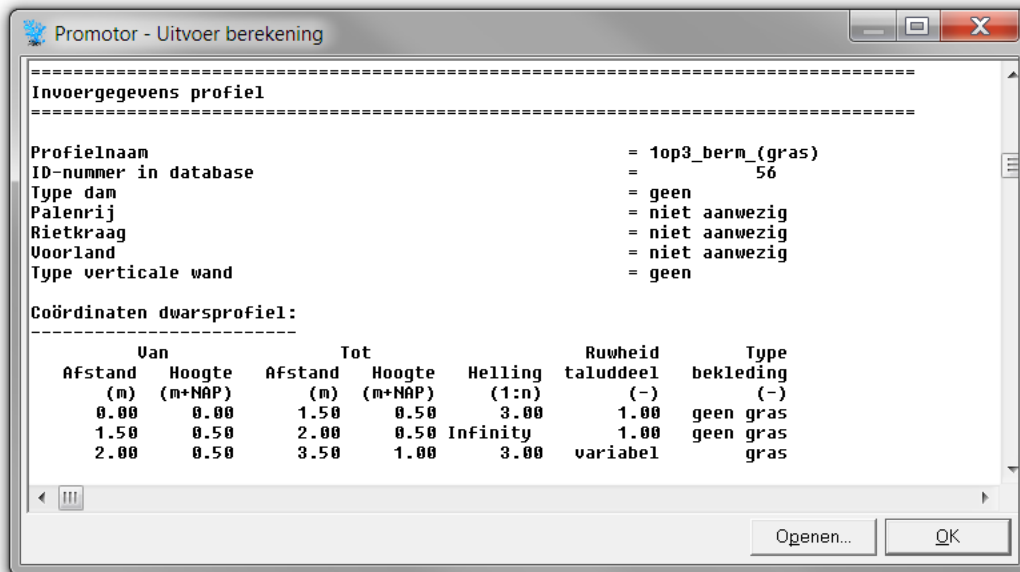 Promotor - Uitvoer berekening
===================================================================================
Invoergegevens profiel
===================================================================================
Profielnaam = 1op3_berm_(gras)
ID-nummer in database = 56
Type dam = geen
Palenrij = niet aanwezig
Rietkraag = niet aanwezig
Voorland = niet aanwezig
Type verticale wand = geen
Coördinaten dwarsprofiel:
-------------------------
Van Tot Ruwheid Type
Afstand Hoogte Afstand Hoogte Helling taluddeel bekleding
(m) (m+NAP) (m) (m+NAP) (1:n) (-) (-)
0.00 0.00 1.50 0.50 3.00 1.00 geen gras
1.50 0.50 2.00 0.50 Infinity 1.00 geen gras
2.00 0.50 3.50 1.00 3.00 variabel gras
Openen... OK